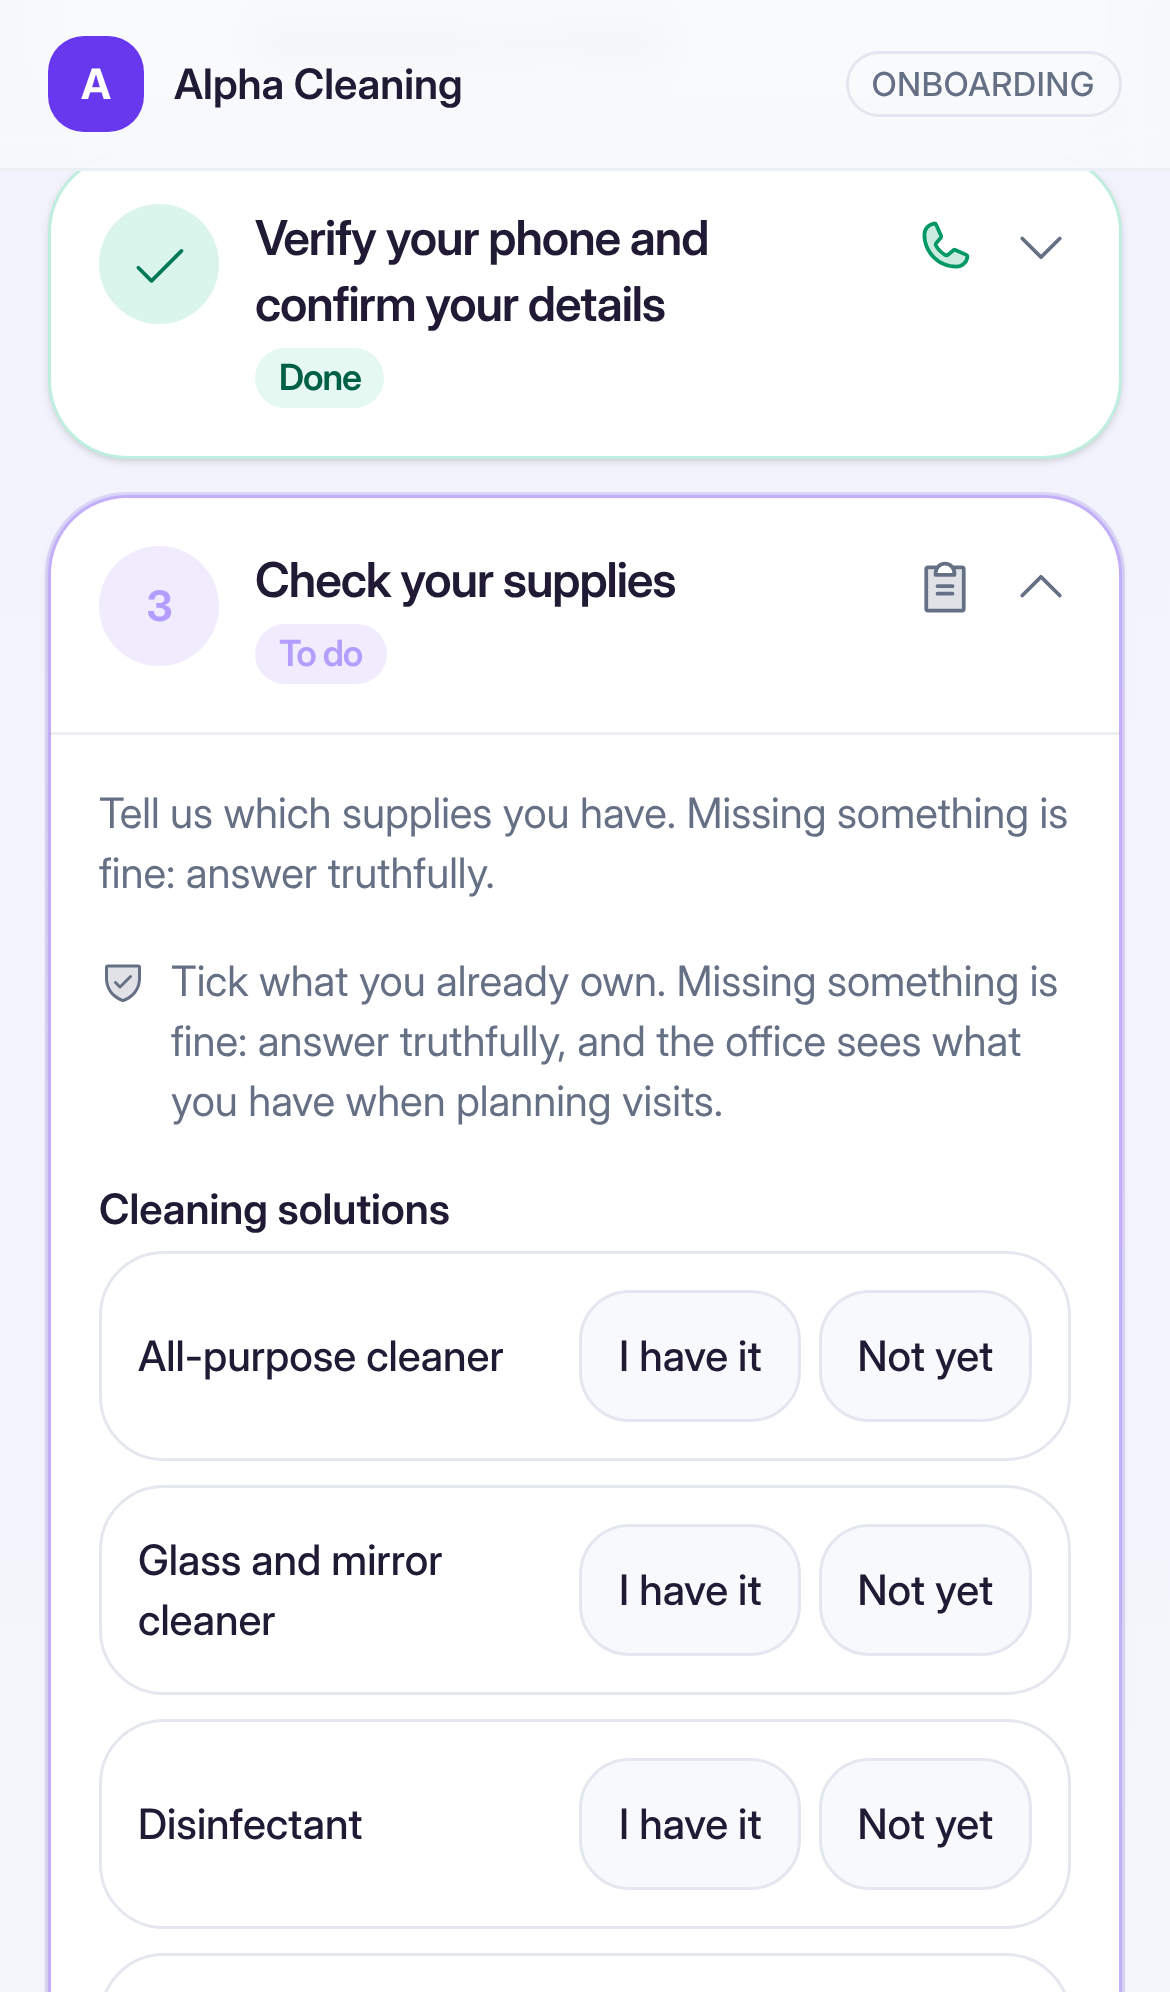 A
Alpha Cleaning
ONBOARDING
Verify your phone and
confirm your details
Done
3
Check your supplies
To do
Tell us which supplies you have. Missing something is
fine: answer truthfully.
Tick what you already own. Missing something is
fine: answer truthfully, and the office sees what
you have when planning visits.
Cleaning solutions
All-purpose cleaner
I have it
Not yet
Glass and mirror
cleaner
I have it
Not yet
Disinfectant
I have it
Not yet